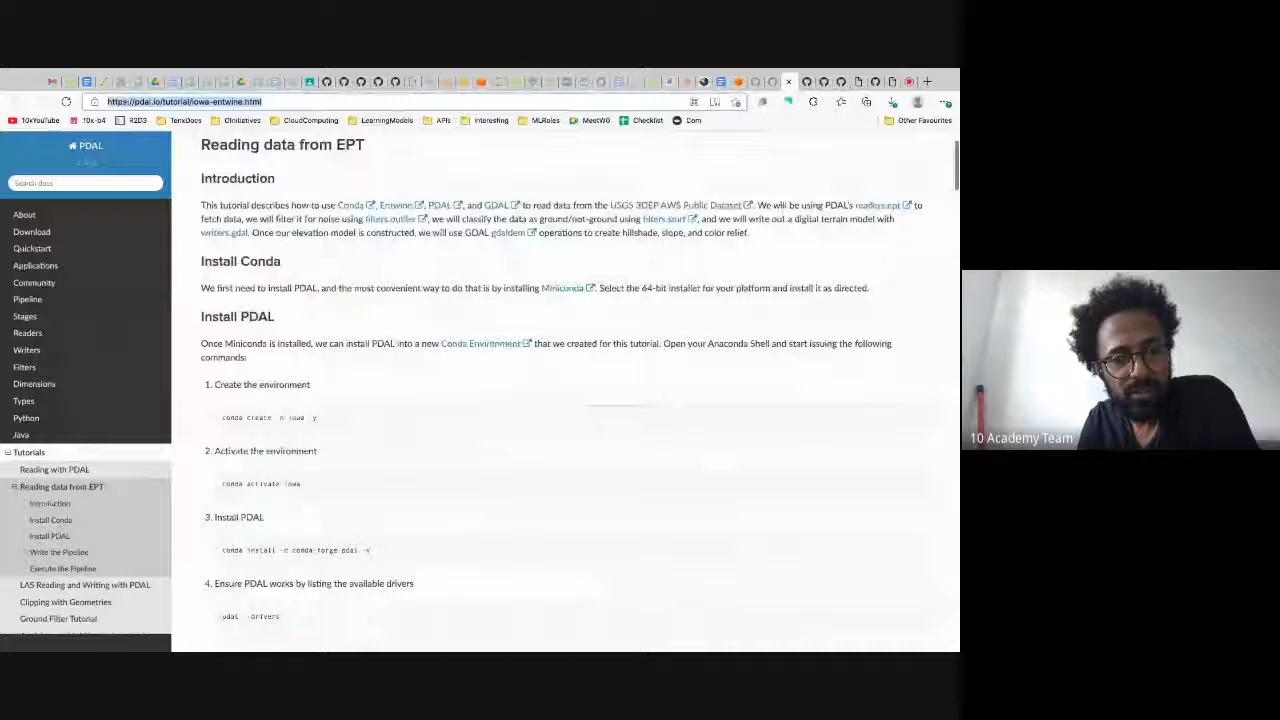 https://pdal.io/tutorial/iowa-entwine.html
10xYouTube
10x-b4
R2D3
TenxDocs
0Initiatives
CloudComputing
LearningModels
APIs
Interesting
MLRoles
MeetW6
Checklist
Com
Other Favourites
PDAL
Search docs
About
Download
Quickstart
Applications
Community
Pipeline
Stages
Readers
Writers
Filters
Dimensions
Types
Python
Java
Tutorials
Reading with PDAL
Reading data from EPT
Introduction
Install Conda
Install PDAL
Write the Pipeline
Execute the Pipeline
LAS Reading and Writing with PDAL
Clipping with Geometries
Ground Filter Tutorial
Reading data from EPT
Introduction
This tutorial describes how to use Conda, Entwine, PDAL, and GDAL to read data from the USGS 3DEP AWS Public Dataset. We will be using PDAL's readers.ept to
fetch data, we will filter it for noise using filters.outlier, we will classify the data as ground/not-ground using filters.smrf, and we will write out a digital terrain model with
writers.gdal. Once our elevation model is constructed, we will use GDAL gdaldem operations to create hillshade, slope, and color relief.
Install Conda
We first need to install PDAL, and the most convenient way to do that is by installing Miniconda. Select the 64-bit installer for your platform and install it as directed.
Install PDAL
Once Miniconda is installed, we can install PDAL into a new Conda Environment that we created for this tutorial. Open your Anaconda Shell and start issuing the following
commands:
1. Create the environment
conda create -n iowa -y
2. Activate the environment
conda activate iowa
3. Install PDAL
conda install -c conda-forge pdal -y
4. Ensure PDAL works by listing the available drivers
pdal --drivers
10 Academy Team